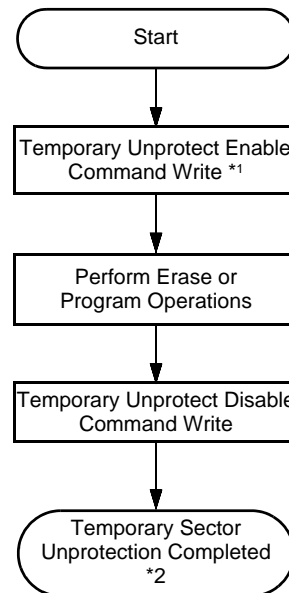 Start
Temporary Unprotect Enable
Command Write *1
Perform Erase or
Program Operations
Temporary Unprotect Disable
Command Write
Temporary Sector
Unprotection Completed
*2